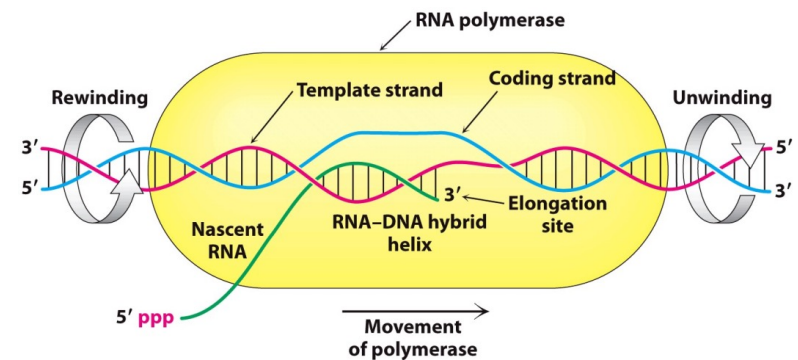 RNA polymerase
Template strand
Coding strand
Rewinding
Unwinding
3′
5′
5′
3′
3′
Elongation
site
Nascent
RNA
RNA–DNA hybrid
helix
5′ ppp
Movement
of polymerase